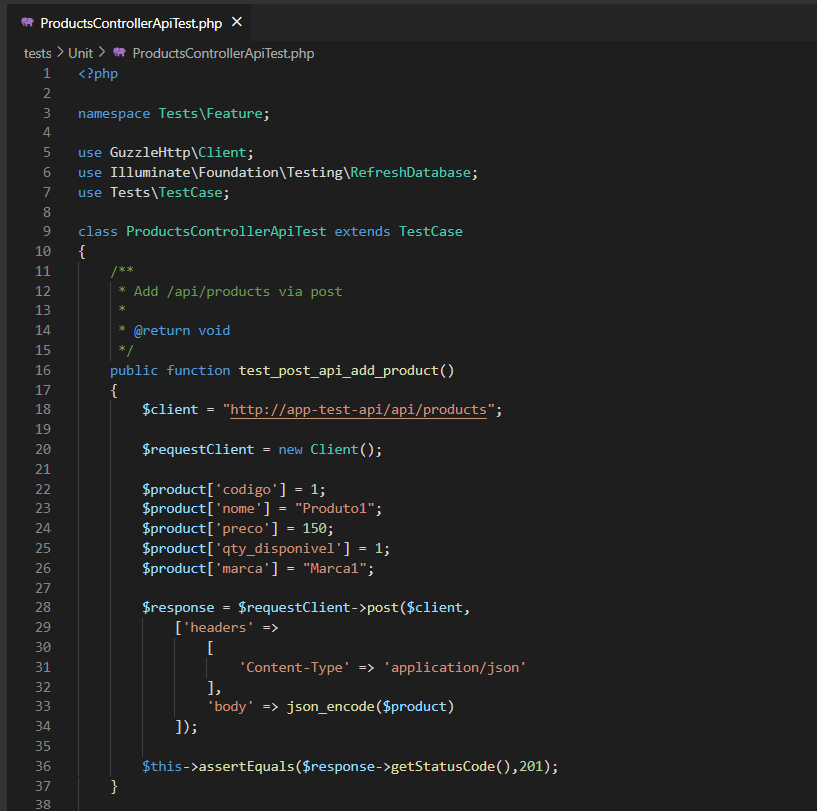 ProductsControllerApiTest.php ×
tests > Unit > ProductsControllerApiTest.php
1 <?php
2
3 namespace Tests\Feature;
4
5 use GuzzleHttp\Client;
6 use Illuminate\Foundation\Testing\RefreshDatabase;
7 use Tests\TestCase;
8
9 class ProductsControllerApiTest extends TestCase
10 {
11     /**
12      * Add /api/products via post
13      *
14      * @return void
15      */
16     public function test_post_api_add_product()
17     {
18         $client = "http://app-test-api/api/products";
19
20         $requestClient = new Client();
21
22         $product['codigo'] = 1;
23         $product['nome'] = "Produto1";
24         $product['preco'] = 150;
25         $product['qty_disponivel'] = 1;
26         $product['marca'] = "Marca1";
27
28         $response = $requestClient->post($client,
29             ['headers' =>
30                 [
31                     'Content-Type' => 'application/json'
32                 ],
33                 'body' => json_encode($product)
34             ]);
35
36         $this->assertEquals($response->getStatusCode(),201);
37     }
38